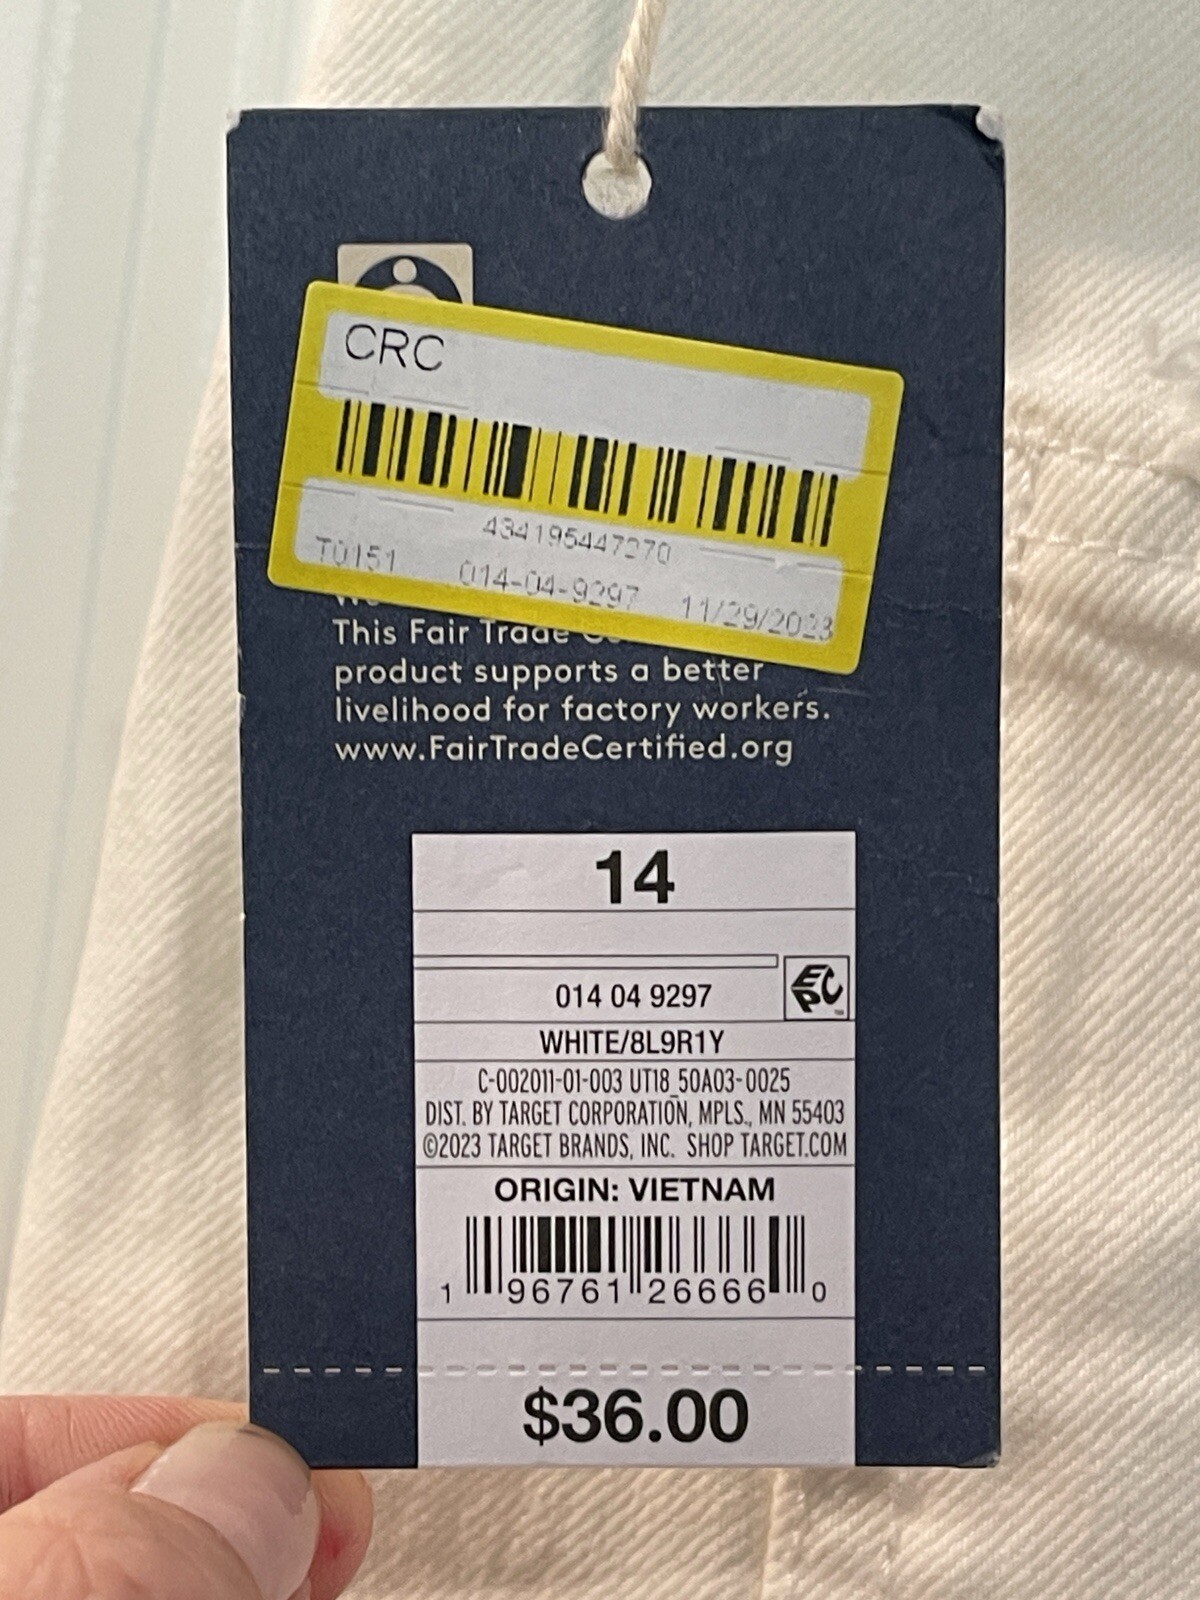 CRC
434195447270
T0151 014-04-9297 11/29/2023
This Fair Trade
product supports a better
livelihood for factory workers.
www.FairTradeCertified.org
14
014 04 9297
EPC
WHITE/8L9R1Y
C-002011-01-003 UT18_50A03-0025
DIST. BY TARGET CORPORATION, MPLS., MN 55403
©2023 TARGET BRANDS, INC. SHOP TARGET.COM
ORIGIN: VIETNAM
1 96761 26666 0
$36.00